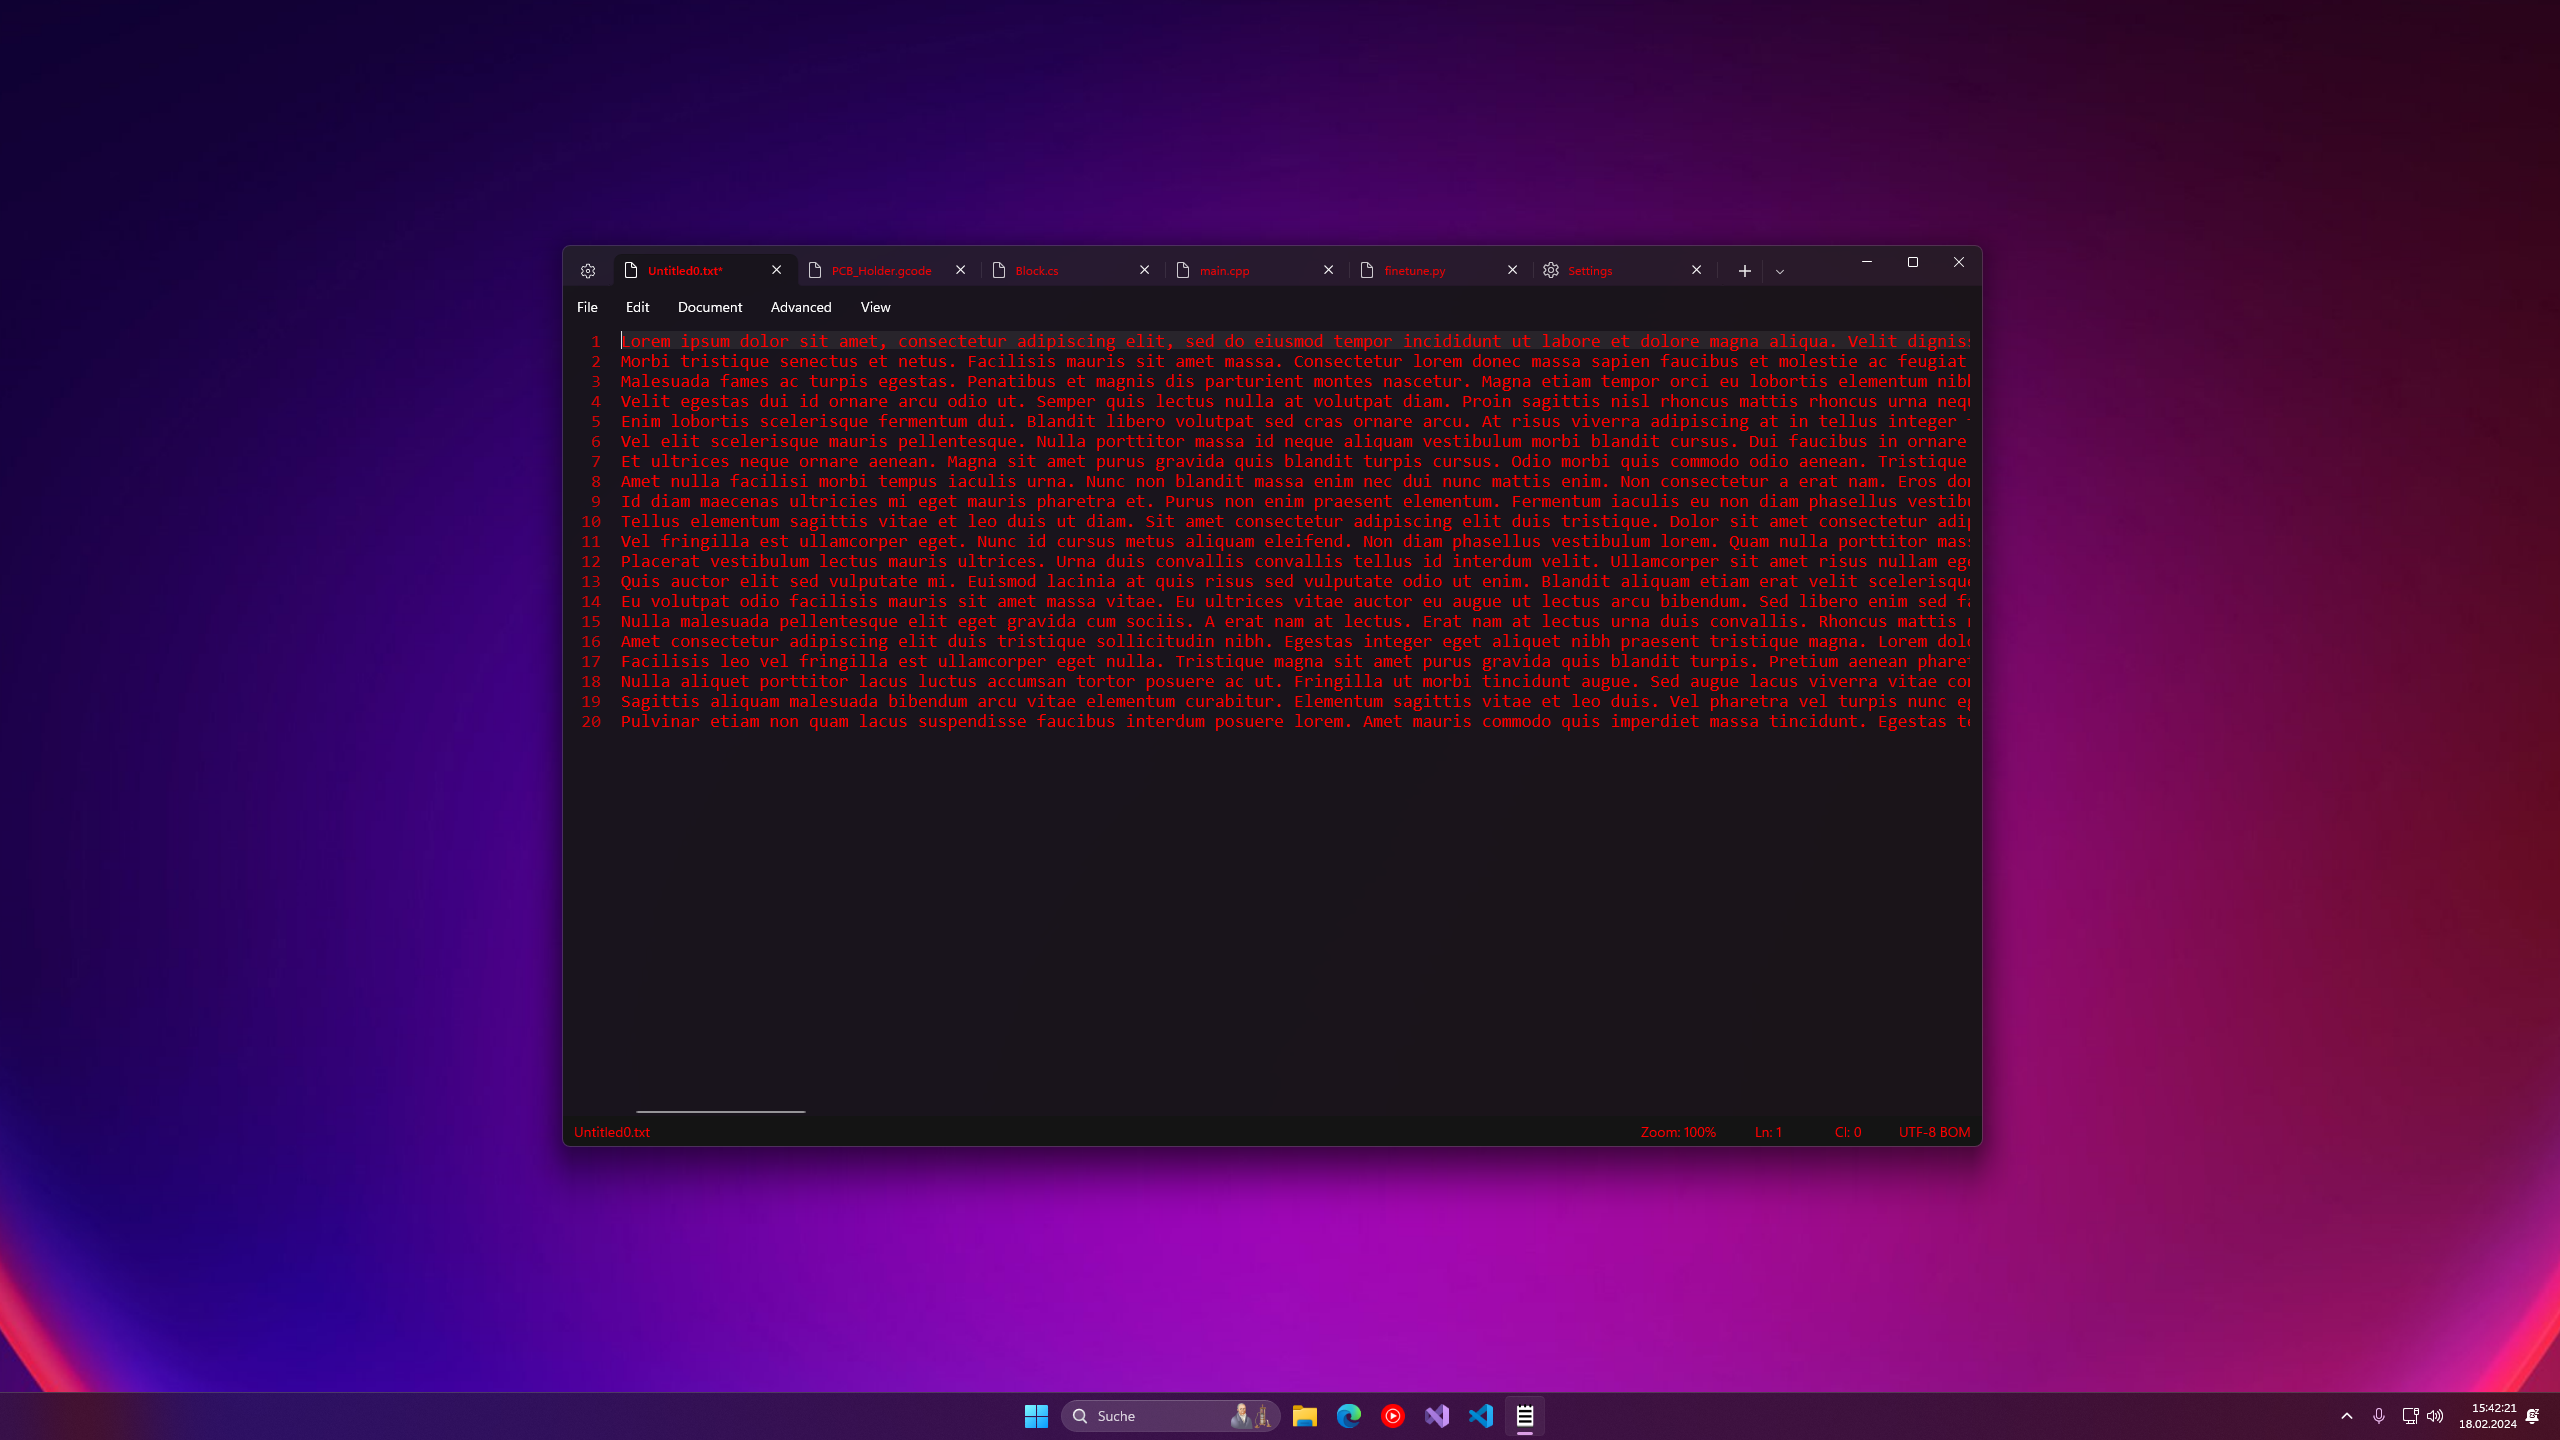 Untitled0.txt* PCB_Holder.gcode Block.cs main.cpp finetune.py Settings
File Edit Document Advanced View
1 Lorem ipsum dolor sit amet, consectetur adipiscing elit, sed do eiusmod tempor incididunt ut labore et dolore magna aliqua. Velit
2 Morbi tristique senectus et netus. Facilisis mauris sit amet massa. Consectetur lorem donec massa sapien faucibus et molestie ac feugiat
3 Malesuada fames ac turpis egestas. Penatibus et magnis dis parturient montes nascetur. Magna etiam tempor orci eu lobortis elementum
4 Velit egestas dui id ornare arcu odio ut. Semper quis lectus nulla at volutpat diam. Proin sagittis nisl rhoncus mattis rhoncus urna
5 Enim lobortis scelerisque fermentum dui. Blandit libero volutpat sed cras ornare arcu. At risus viverra adipiscing at in tellus integer
6 Vel elit scelerisque mauris pellentesque. Nulla porttitor massa id neque aliquam vestibulum morbi blandit cursus. Dui faucibus in ornare
7 Et ultrices neque ornare aenean. Magna sit amet purus gravida quis blandit turpis cursus. Odio morbi quis commodo odio aenean. Tristique
8 Amet nulla facilisi morbi tempus iaculis urna. Nunc non blandit massa enim nec dui nunc mattis enim. Non consectetur a erat nam. Eros
9 Id diam maecenas ultricies mi eget mauris pharetra et. Purus non enim praesent elementum. Fermentum iaculis eu non diam phasellus
10 Tellus elementum sagittis vitae et leo duis ut diam. Sit amet consectetur adipiscing elit duis tristique. Dolor sit amet consectetur
11 Vel fringilla est ullamcorper eget. Nunc id cursus metus aliquam eleifend. Non diam phasellus vestibulum lorem. Quam nulla porttitor
12 Placerat vestibulum lectus mauris ultrices. Urna duis convallis convallis tellus id interdum velit. Ullamcorper sit amet risus nullam
13 Quis auctor elit sed vulputate mi. Euismod lacinia at quis risus sed vulputate odio ut enim. Blandit aliquam etiam erat velit
14 Eu volutpat odio facilisis mauris sit amet massa vitae. Eu ultrices vitae auctor eu augue ut lectus arcu bibendum. Sed libero enim sed
15 Nulla malesuada pellentesque elit eget gravida cum sociis. A erat nam at lectus. Erat nam at lectus urna duis convallis. Rhoncus mattis
16 Amet consectetur adipiscing elit duis tristique sollicitudin nibh. Egestas integer eget aliquet nibh praesent tristique magna. Lorem
17 Facilisis leo vel fringilla est ullamcorper eget nulla. Tristique magna sit amet purus gravida quis blandit turpis. Pretium aenean
18 Nulla aliquet porttitor lacus luctus accumsan tortor posuere ac ut. Fringilla ut morbi tincidunt augue. Sed augue lacus viverra vitae
19 Sagittis aliquam malesuada bibendum arcu vitae elementum curabitur. Elementum sagittis vitae et leo duis. Vel pharetra vel turpis nunc
20 Pulvinar etiam non quam lacus suspendisse faucibus interdum posuere lorem. Amet mauris commodo quis imperdiet massa tincidunt. Egestas
Untitled0.txt Zoom: 100% Ln: 1 Cl: 0 UTF-8 BOM
Suche
15:42:21
18.02.2024